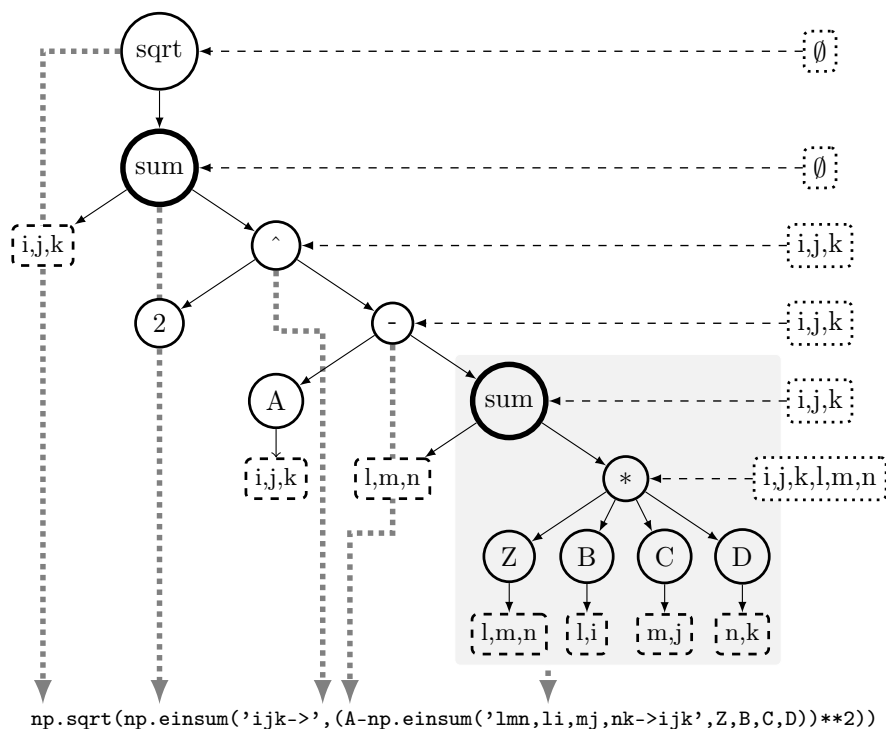 sqrt ∅
sum ∅
i,j,k ^ i,j,k
2 - i,j,k
A sum i,j,k
i,j,k l,m,n * i,j,k,l,m,n
Z B C D
l,m,n l,i m,j n,k
np.sqrt(np.einsum('ijk->',(A-np.einsum('lmn,li,mj,nk->ijk',Z,B,C,D))**2))